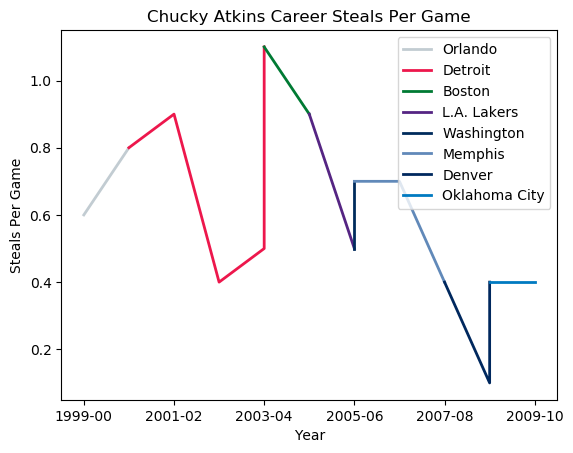 Chucky Atkins Career Steals Per Game
Orlando
Detroit
Boston
L.A. Lakers
Washington
Memphis
Denver
Oklahoma City
Steals Per Game
1.0
0.8
0.6
0.4
0.2
1999-00 2001-02 2003-04 2005-06 2007-08 2009-10
Year